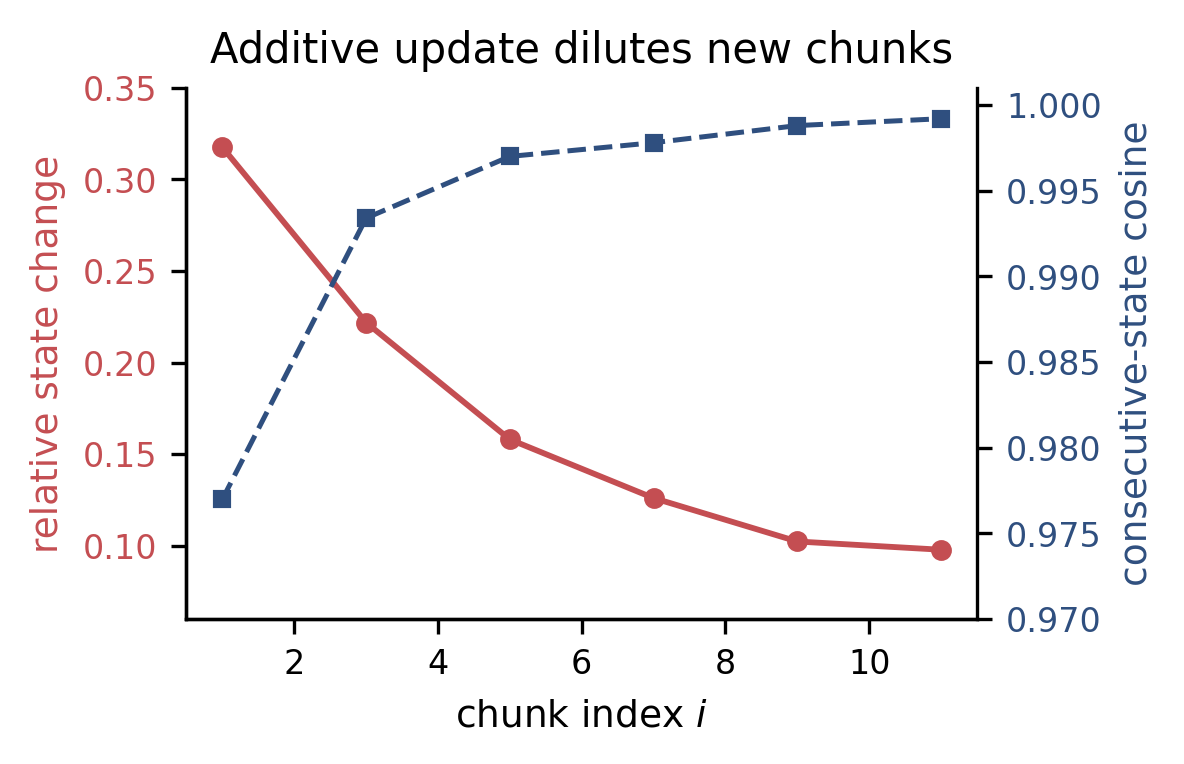 Additive update dilutes new chunks
relative state change
0.35
0.30
0.25
0.20
0.15
0.10
1.000
0.995
0.990
0.985
0.980
0.975
0.970
consecutive-state cosine
2 4 6 8 10
chunk index i